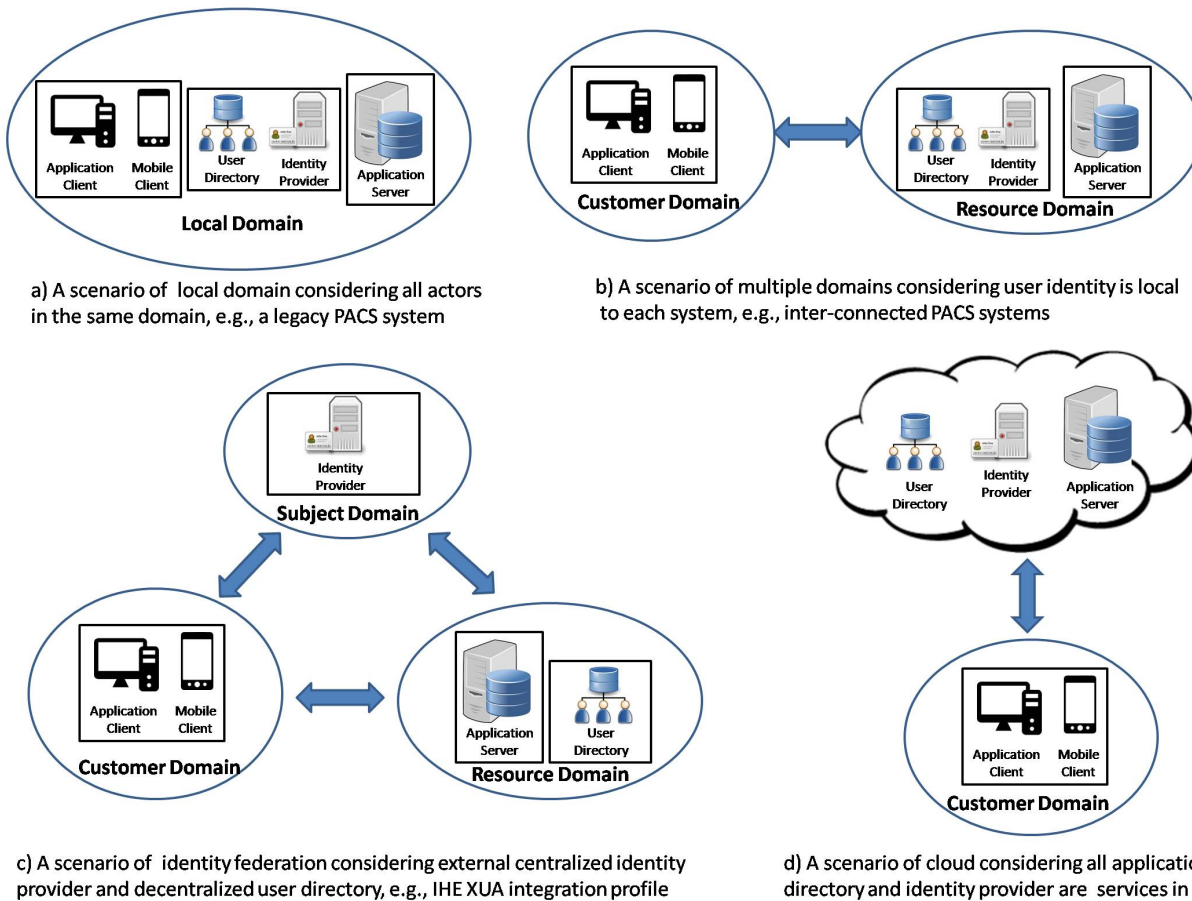 Application
Client
Mobile
Client
User
Directory
Identity
Provider
Application
Server
Local Domain
a) A scenario of local domain considering all actors
in the same domain, e.g., a legacy PACS system
Application
Client
Mobile
Client
Customer Domain
User
Directory
Identity
Provider
Application
Server
Resource Domain
b) A scenario of multiple domains considering user identity is local
to each system, e.g., inter-connected PACS systems
Identity
Provider
Subject Domain
Application
Client
Mobile
Client
Customer Domain
Application
Server
User
Directory
Resource Domain
c) A scenario of identity federation considering external centralized identity
provider and decentralized user directory, e.g., IHE XUA integration profile
User
Directory
Identity
Provider
Application
Server
Application
Client
Mobile
Client
Customer Domain
d) A scenario of cloud considering all applicatio
directory and identity provider are services in